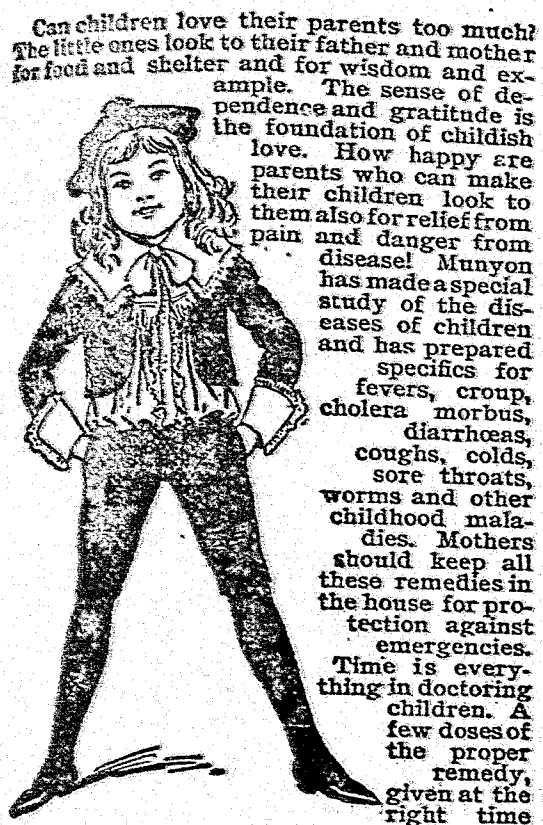 Can children love their parents too much?
The little ones look to their father and mother
for food and shelter and for wisdom and ex-
ample. The sense of de-
pendence and gratitude is
the foundation of childish
love. How happy are
parents who can make
their children look to
them also for relief from
pain and danger from
disease! Munyon
has made a special
study of the dis-
eases of children
and has prepared
specifics for
fevers, croup,
cholera morbus,
diarrhœas,
coughs, colds,
sore throats,
worms and other
childhood mala-
dies. Mothers
should keep all
these remedies in
the house for pro-
tection against
emergencies.
Time is every-
thing in doctoring
children. A
few doses of
the proper
remedy,
given at the
right time